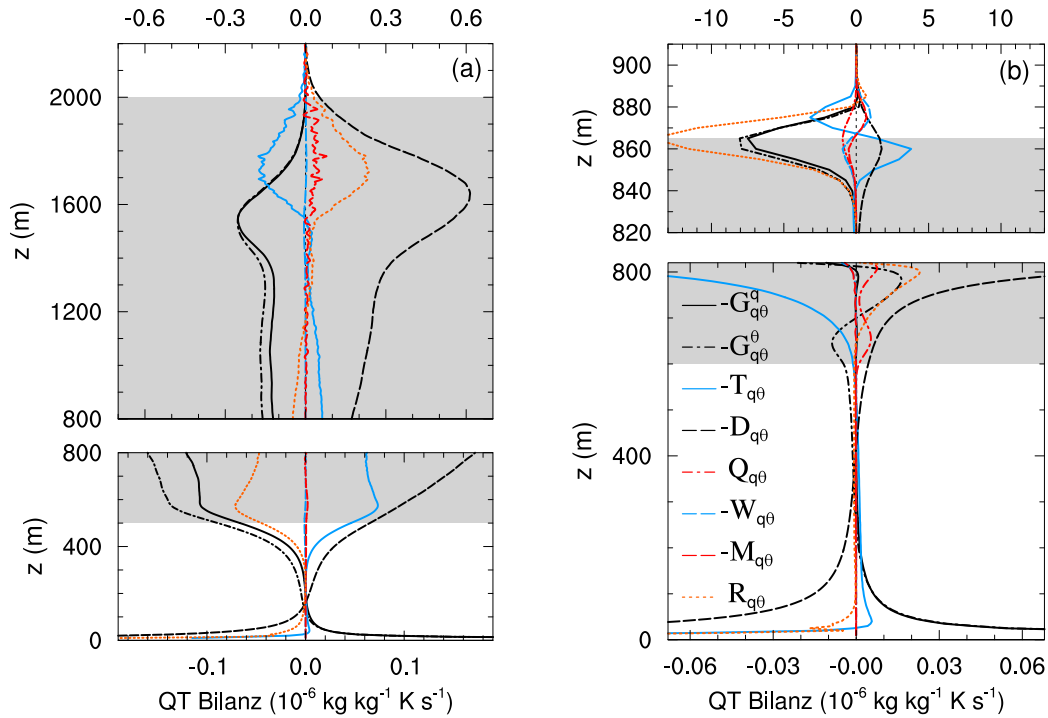 -0.6 -0.3 0.0 0.3 0.6
(a)
2000
1600
1200
800
z (m)
800
400
0
z (m)
-0.1 0.0 0.1
QT Bilanz (10⁻⁶ kg kg⁻¹ K s⁻¹)
-10 -5 0 5 10
(b)
900
880
860
840
820
z (m)
800
400
0
z (m)
-G^q_qθ
-G^θ_qθ
-T_qθ
-D_qθ
Q_qθ
-W_qθ
-M_qθ
R_qθ
-0.06 -0.03 -0.00 0.03 0.06
QT Bilanz (10⁻⁶ kg kg⁻¹ K s⁻¹)